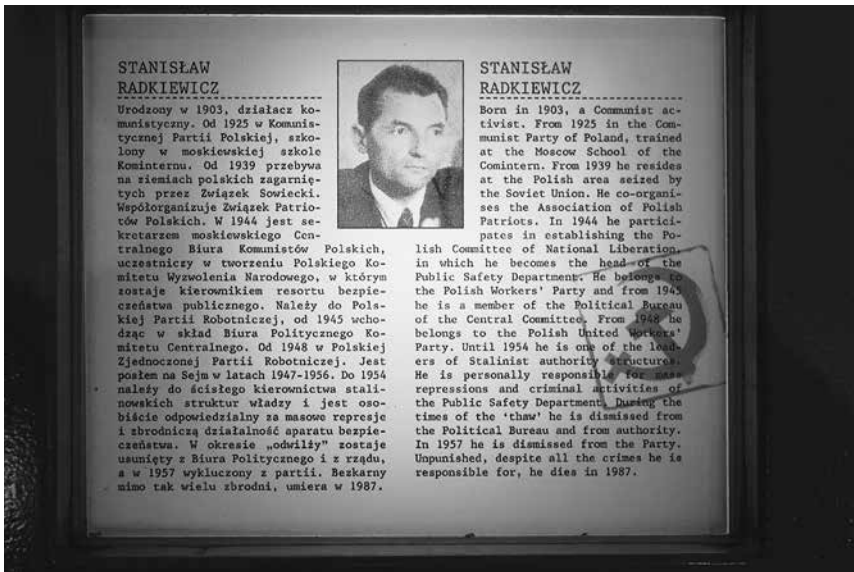 STANISŁAW
RADKIEWICZ
Urodzony w 1903, działacz ko-
munistyczny. Od 1925 w Komunis-
tycznej Partii Polskiej, szko-
lony w moskiewskiej szkole
Kominternu. Od 1939 przebywa
na ziemiach polskich zagarnię-
tych przez Związek Sowiecki.
Współorganizuje Związek Patrio-
tów Polskich. W 1944 jest se-
kretarzem moskiewskiego Cen-
tralnego Biura Komunistów Polskich,
uczestniczy w tworzeniu Polskiego Ko-
mitetu Wyzwolenia Narodowego, w którym
zostaje kierownikiem resortu bezpie-
czeństwa publicznego. Należy do Pols-
kiej Partii Robotniczej, od 1945 wcho-
dząc w skład Biura Politycznego Ko-
mitetu Centralnego. Od 1948 w Polskiej
Zjednoczonej Partii Robotniczej. Jest
posłem na Sejm w latach 1947-1956. Do 1954
należy do ścisłego kierownictwa stali-
nowskich struktur władzy i jest oso-
biście odpowiedzialny za masowe represje
i zbrodniczą działalność aparatu bezpie-
czeństwa. W okresie „odwilży” zostaje
usunięty z Biura Politycznego i z rządu,
a w 1957 wykluczony z partii. Bezkarny
mimo tak wielu zbrodni, umiera w 1987.
STANISŁAW
RADKIEWICZ
Born in 1903, a Communist ac-
tivist. From 1925 in the Com-
munist Party of Poland, trained
at the Moscow School of the
Comintern. From 1939 he resides
at the Polish area seized by
the Soviet Union. He co-organi-
ses the Association of Polish
Patriots. In 1944 he partici-
pates in establishing the Po-
lish Committee of National Liberation,
in which he becomes the head of the
Public Safety Department. He belongs to
the Polish Workers' Party and from 1945
he is a member of the Political Bureau
of the Central Committee. From 1948 he
belongs to the Polish United Workers'
Party. Until 1954 he is one of the lead-
ers of Stalinist authority structures.
He is personally responsible for mass
repressions and criminal activities of
the Public Safety Department. During the
times of the 'thaw' he is dismissed from
the Political Bureau and from authority.
In 1957 he is dismissed from the Party.
Unpunished, despite all the crimes he is
responsible for, he dies in 1987.